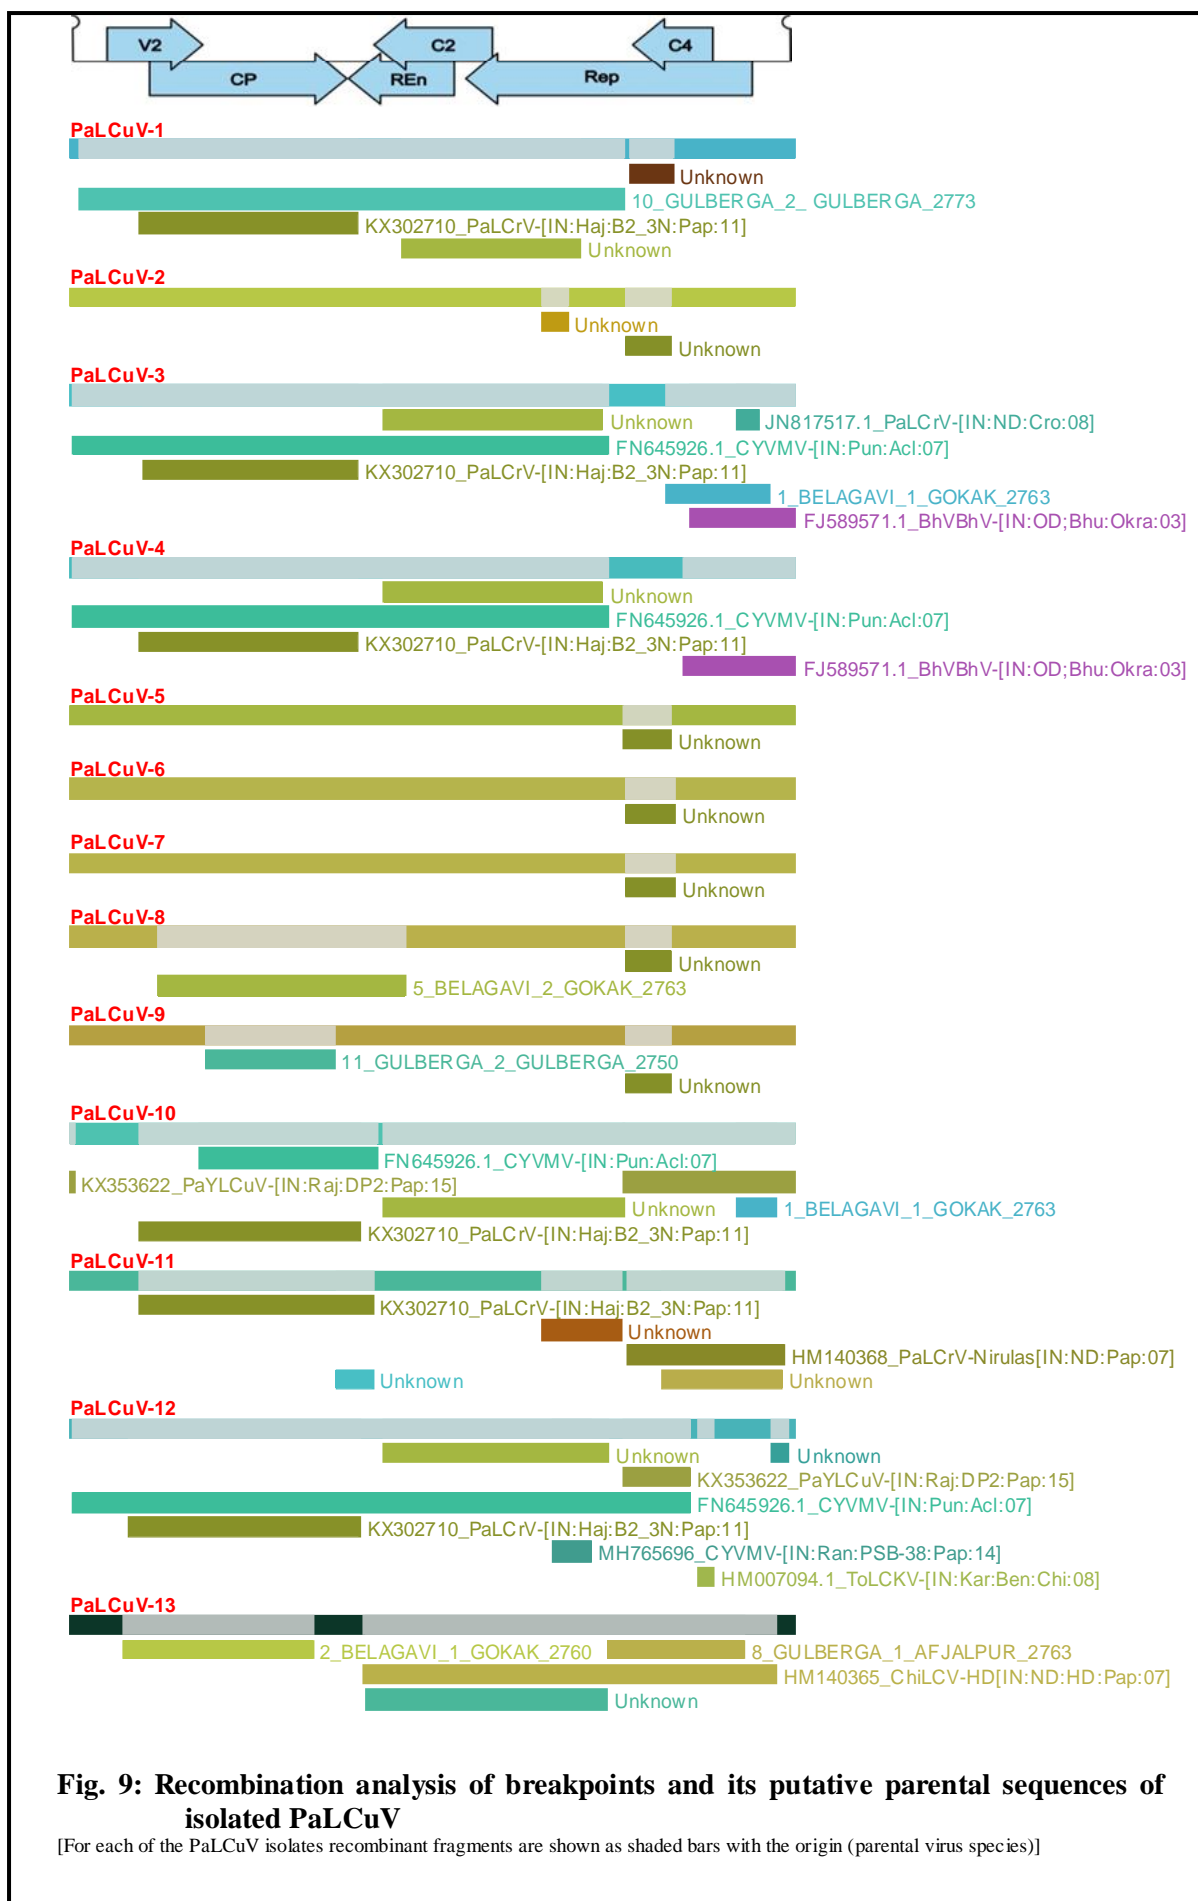 V2
C2
C4
CP
REn
Rep
PaLCuV-1
Unknown
10_GULBERGA_2_ GULBERGA_2773
KX302710_PaLCrV-[IN:Haj:B2_3N:Pap:11]
Unknown
PaLCuV-2
Unknown
Unknown
PaLCuV-3
Unknown
JN817517.1_PaLCrV-[IN:ND:Cro:08]
FN645926.1_CYVMV-[IN:Pun:Acl:07]
KX302710_PaLCrV-[IN:Haj:B2_3N:Pap:11]
1_BELAGAVI_1_GOKAK_2763
FJ589571.1_BhVBhV-[IN:OD;Bhu:Okra:03]
PaLCuV-4
Unknown
FN645926.1_CYVMV-[IN:Pun:Acl:07]
KX302710_PaLCrV-[IN:Haj:B2_3N:Pap:11]
FJ589571.1_BhVBhV-[IN:OD;Bhu:Okra:03]
PaLCuV-5
Unknown
PaLCuV-6
Unknown
PaLCuV-7
Unknown
PaLCuV-8
Unknown
5_BELAGAVI_2_GOKAK_2763
PaLCuV-9
11_GULBERGA_2_GULBERGA_2750
Unknown
PaLCuV-10
FN645926.1_CYVMV-[IN:Pun:Acl:07]
KX353622_PaYLCuV-[IN:Raj:DP2:Pap:15]
Unknown
1_BELAGAVI_1_GOKAK_2763
KX302710_PaLCrV-[IN:Haj:B2_3N:Pap:11]
PaLCuV-11
KX302710_PaLCrV-[IN:Haj:B2_3N:Pap:11]
Unknown
HM140368_PaLCrV-Nirulas[IN:ND:Pap:07]
Unknown
Unknown
PaLCuV-12
Unknown
Unknown
KX353622_PaYLCuV-[IN:Raj:DP2:Pap:15]
FN645926.1_CYVMV-[IN:Pun:Acl:07]
KX302710_PaLCrV-[IN:Haj:B2_3N:Pap:11]
MH765696_CYVMV-[IN:Ran:PSB-38:Pap:14]
HM007094.1_ToLCKV-[IN:Kar:Ben:Chi:08]
PaLCuV-13
2_BELAGAVI_1_GOKAK_2760
8_GULBERGA_1_AFJALPUR_2763
HM140365_ChiLCV-HD[IN:ND:HD:Pap:07]
Unknown
Fig. 9: Recombination analysis of breakpoints and its putative parental sequences of
isolated PaLCuV
[For each of the PaLCuV isolates recombinant fragments are shown as shaded bars with the origin (parental virus species)]